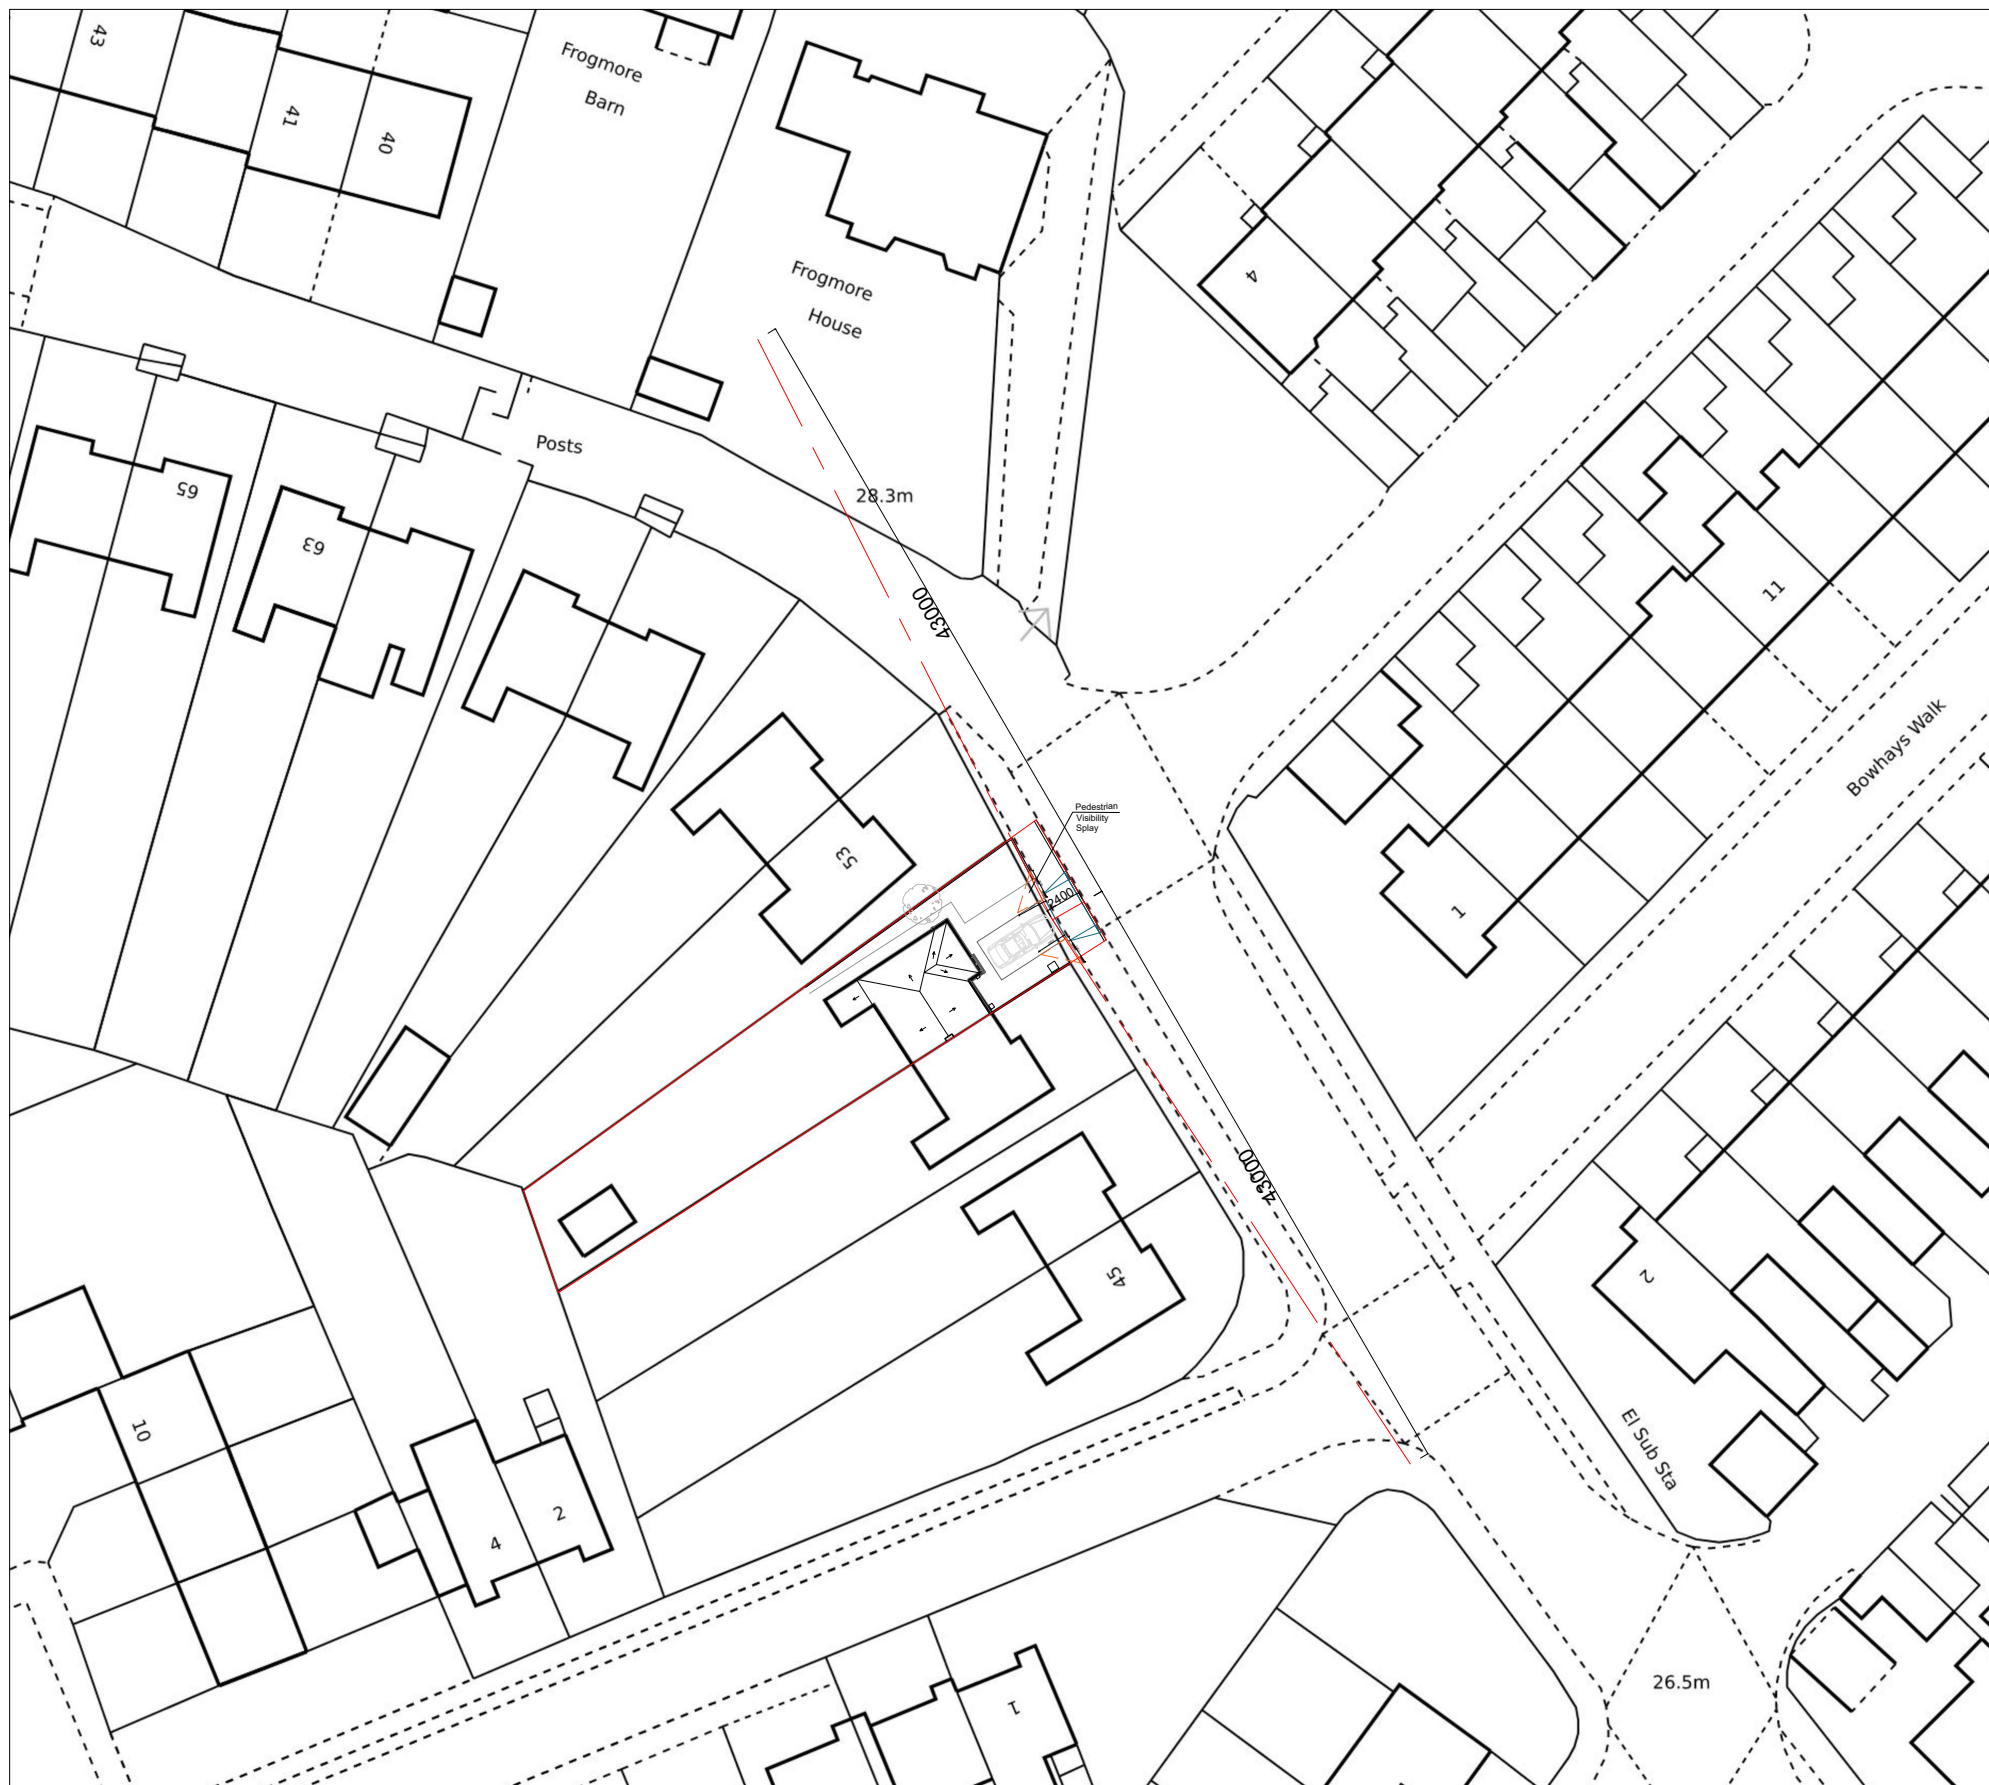 43
41
40
Frogmore
Barn
Frogmore
House
4
65
63
Posts
28.3m
43000
11
Bowhays Walk
53
Pedestrian
Visibility
Splay
2400
1
43000
45
2
10
4
2
El Sub Sta
26.5m
1